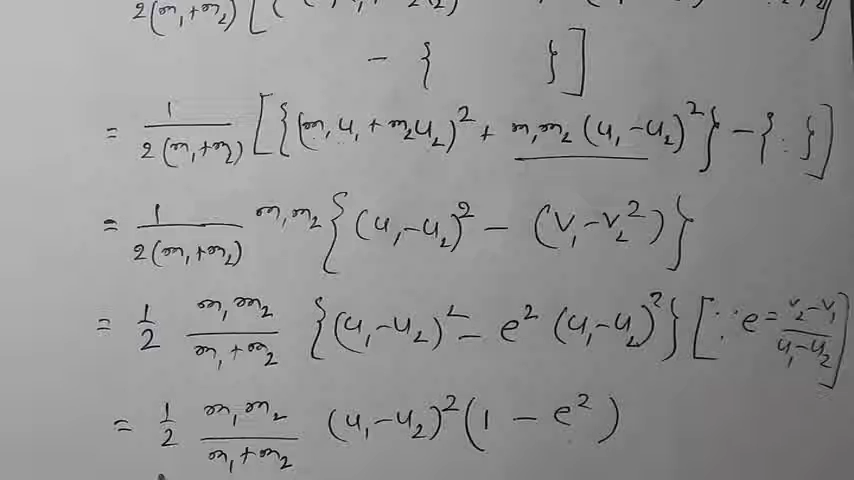 2(m₁+m₂)
- { }]
= 1/2(m₁+m₂) [{(m₁u₁ + m₂u₂)² + m₁m₂ (u₁-u₂)²} - { }]
= 1/2(m₁+m₂) m₁m₂ {(u₁-u₂)² - (v₁-v₂²)}
= 1/2 m₁m₂/m₁+m₂ {(u₁-u₂)² - e² (u₁-u₂)²} [∵ e = v₂-v₁/u₁-u₂]
= 1/2 m₁m₂/m₁+m₂ (u₁-u₂)² (1 - e²)